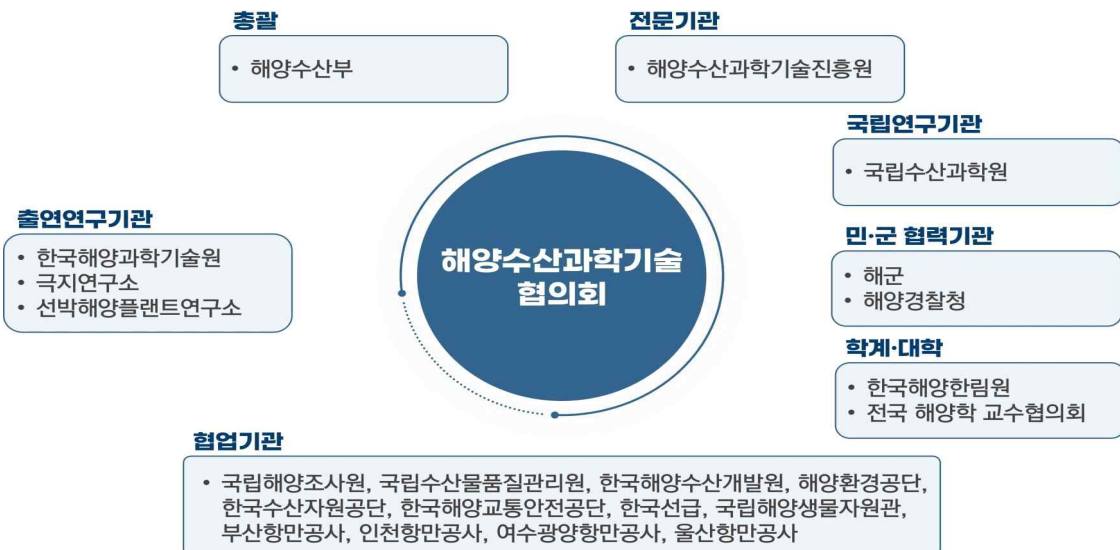 총괄
• 해양수산부
전문기관
• 해양수산과학기술진흥원
국립연구기관
• 국립수산과학원
출연연구기관
• 한국해양과학기술원
• 극지연구소
• 선박해양플랜트연구소
해양수산과학기술
협의회
민·군 협력기관
• 해군
• 해양경찰청
학계·대학
• 한국해양한림원
• 전국 해양학 교수협의회
협업기관
• 국립해양조사원, 국립수산물품질관리원, 한국해양수산개발원, 해양환경공단,
한국수산자원공단, 한국해양교통안전공단, 한국선급, 국립해양생물자원관,
부산항만공사, 인천항만공사, 여수광양항만공사, 울산항만공사